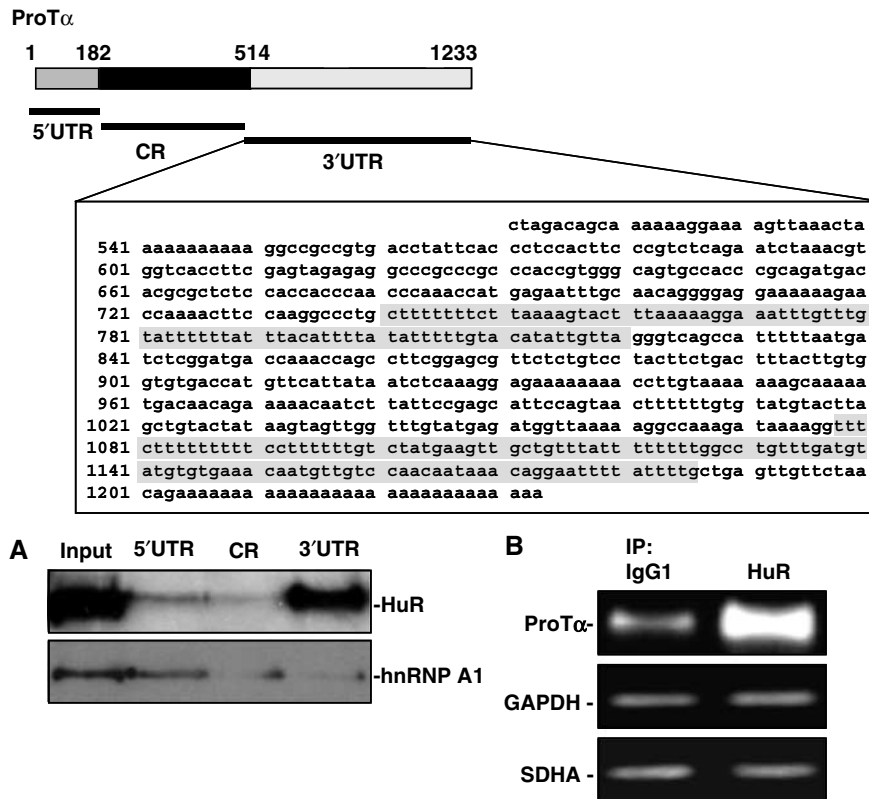 ProTα
1 182 514 1233
5′UTR
CR
3′UTR
ctagacagca aaaaaggaaa agttaaacta
541 aaaaaaaaaa ggccgccgtg acctattcac cctccacttc ccgtctcaga atctaaacgt
601 ggtcaccttc gagtagagag gcccgcccgc ccaccgtggg cagtgccacc cgcagatgac
661 acgcgctctc caccacccaa cccaaaccat gagaatttgc aacaggggag gaaaaaagaa
721 ccaaaacttc caaggccctg ctttttttct taaaagtact ttaaaaagga aatttgtttg
781 tattttttat ttacatttta tatttttgta catattgtta gggtcagcca tttttaatga
841 tctcggatga ccaaaccagc cttcggagcg ttctctgtcc tacttctgac tttacttgtg
901 gtgtgaccat gttcattata atctcaaagg agaaaaaaaa ccttgtaaaa aaagcaaaaa
961 tgacaacaga aaaacaatct tattccgagc attccagtaa cttttttgtg tatgtactta
1021 gctgtactat aagtagttgg tttgtatgag atggttaaaa aggccaaaga taaaaggttt
1081 cttttttttt ccttttttgt ctatgaagtt gctgtttatt ttttttggcc tgtttgatgt
1141 atgtgtgaaa caatgttgtc caacaataaa caggaatttt attttgctga gttgttctaa
1201 cagaaaaaaa aaaaaaaaaa aaaaaaaaaa aaa
A
Input 5′UTR CR 3′UTR
-HuR
-hnRNP A1
B
IP:
IgG1 HuR
ProTα-
GAPDH -
SDHA -